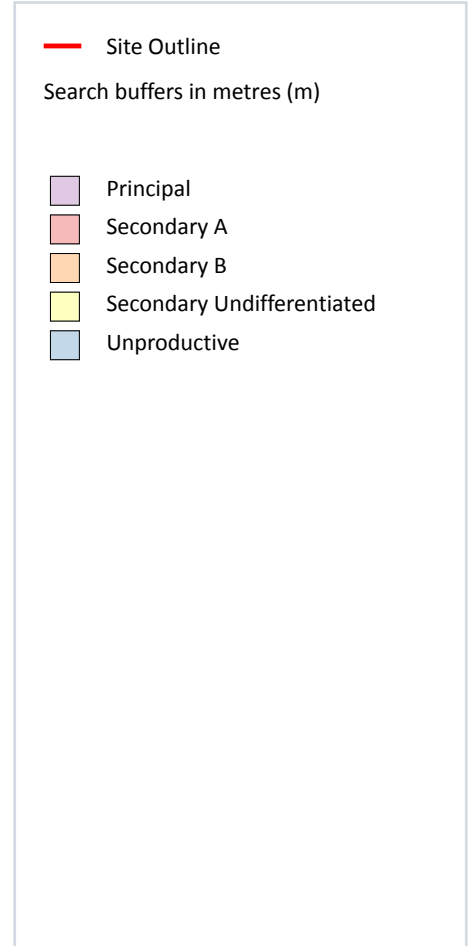 Site Outline
Search buffers in metres (m)
Principal
Secondary A
Secondary B
Secondary Undifferentiated
Unproductive